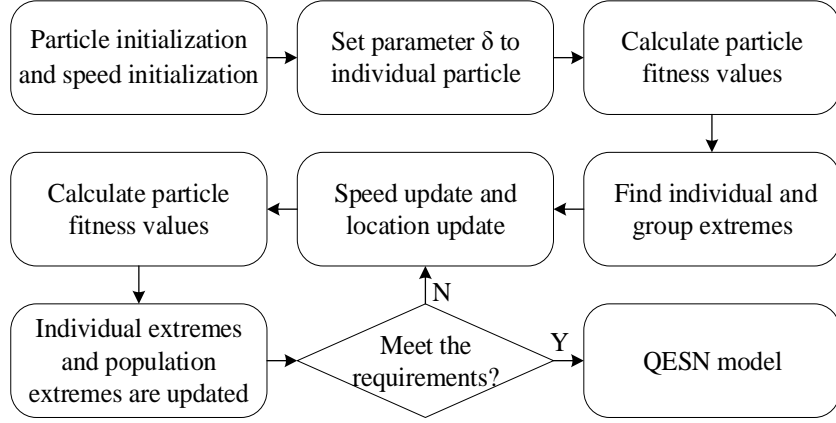 Particle initialization
and speed initialization
Set parameter δ to
individual particle
Calculate particle
fitness values
Calculate particle
fitness values
Speed update and
location update
Find individual and
group extremes
N
Individual extremes
and population
extremes are updated
Meet the
requirements?
Y
QESN model